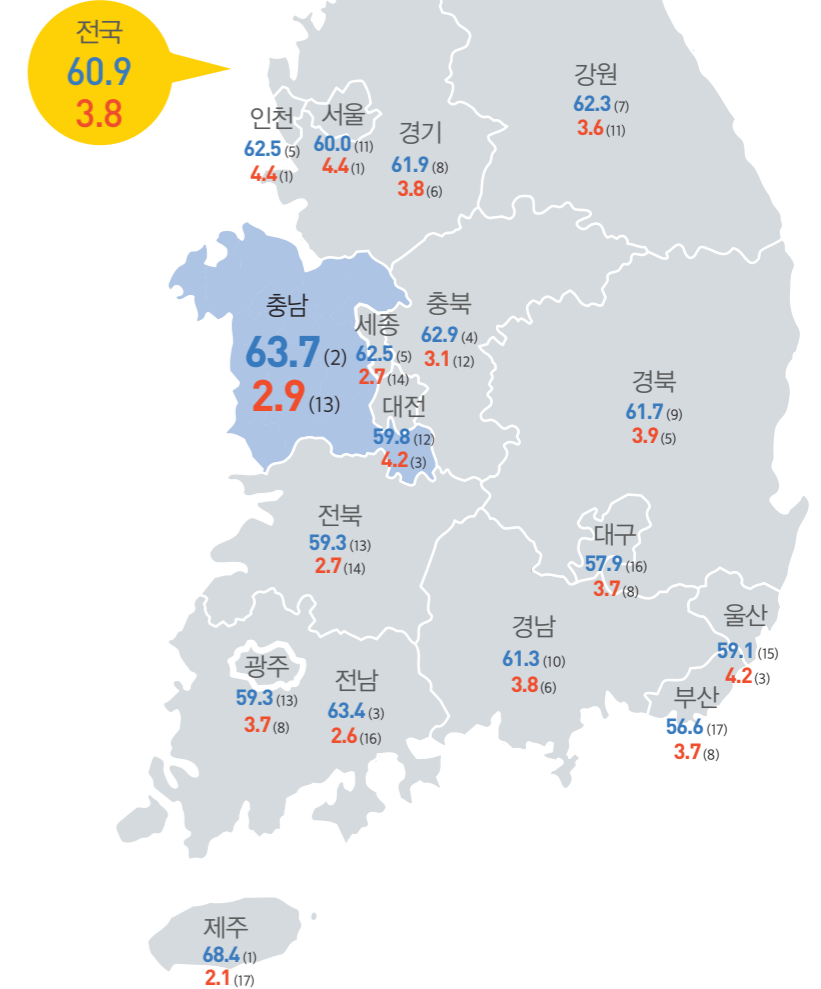 전국
60.9
3.8
강원
62.3 (7)
3.6 (11)
인천
62.5 (5)
4.4 (1)
서울
60.0 (11)
4.4 (1)
경기
61.9 (8)
3.8 (6)
충남
63.7 (2)
2.9 (13)
세종
62.5 (5)
2.7 (14)
충북
62.9 (4)
3.1 (12)
대전
59.8 (12)
4.2 (3)
경북
61.7 (9)
3.9 (5)
전북
59.3 (13)
2.7 (14)
대구
57.9 (16)
3.7 (8)
경남
61.3 (10)
3.8 (6)
울산
59.1 (15)
4.2 (3)
부산
56.6 (17)
3.7 (8)
광주
59.3 (13)
3.7 (8)
전남
63.4 (3)
2.6 (16)
제주
68.4 (1)
2.1 (17)